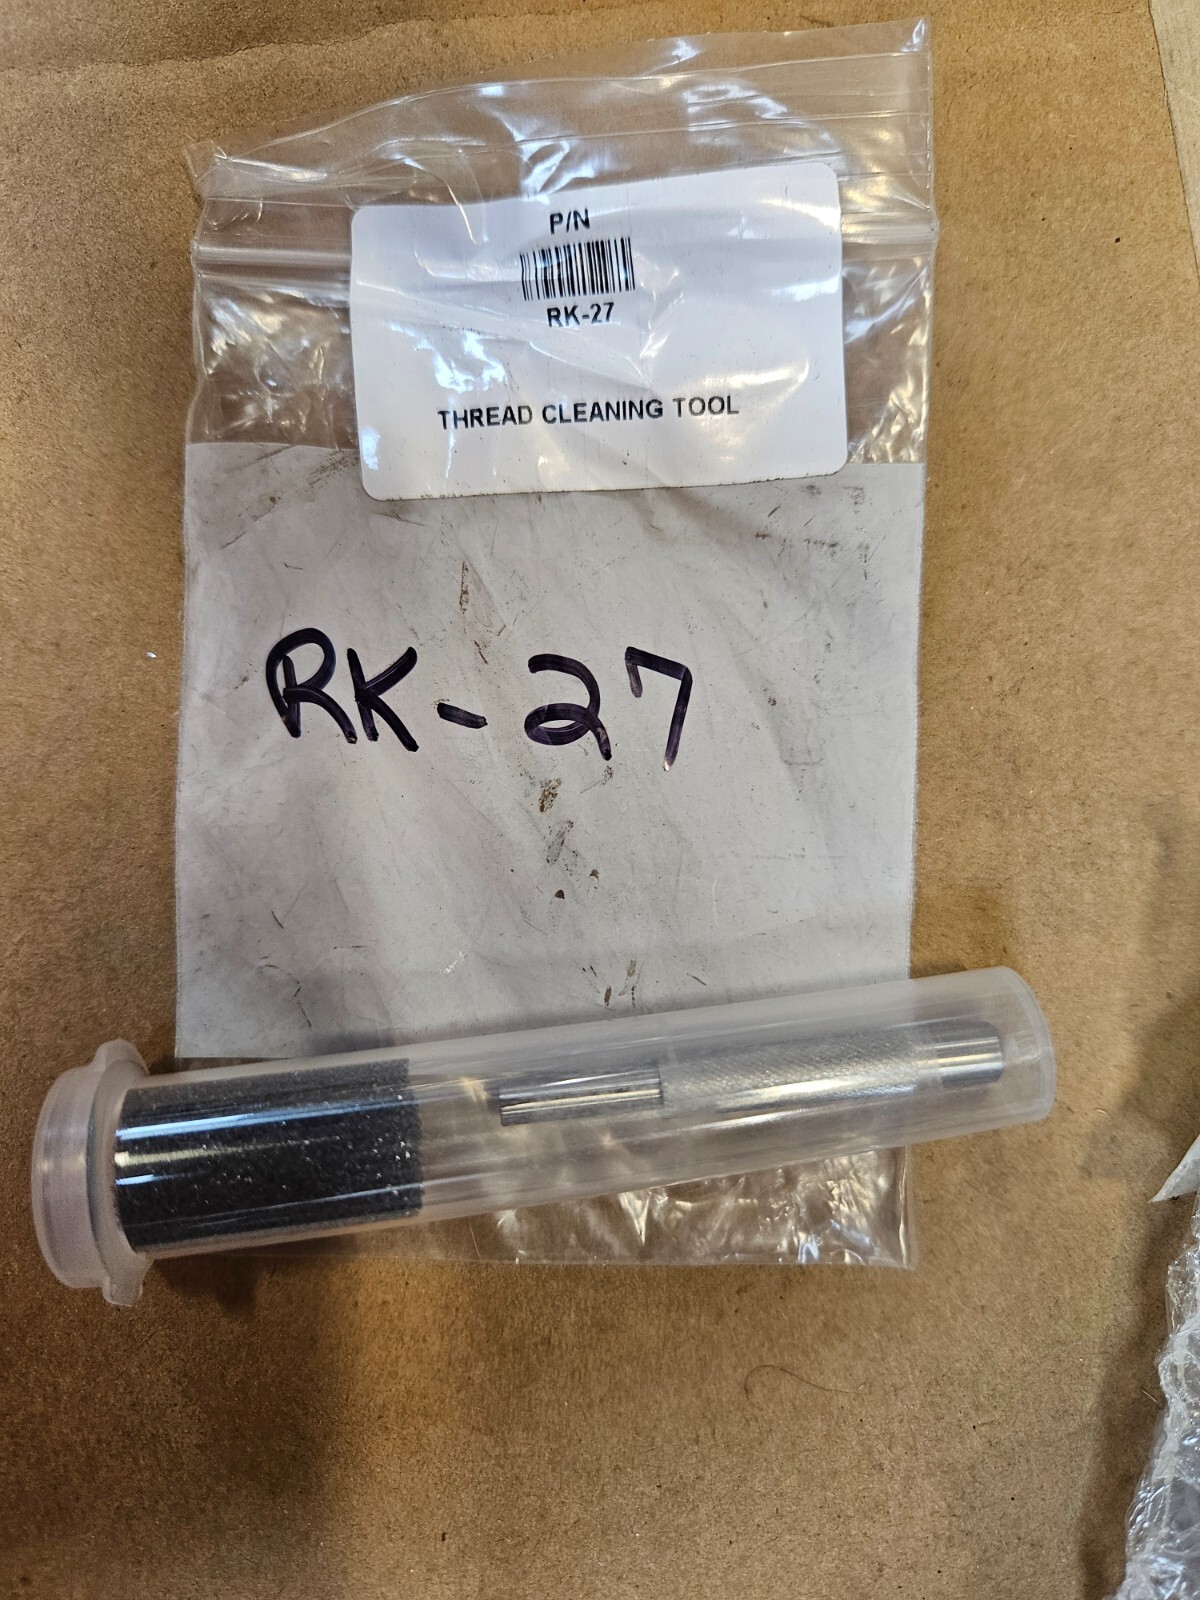 P/N
RK-27
THREAD CLEANING TOOL
RK-27